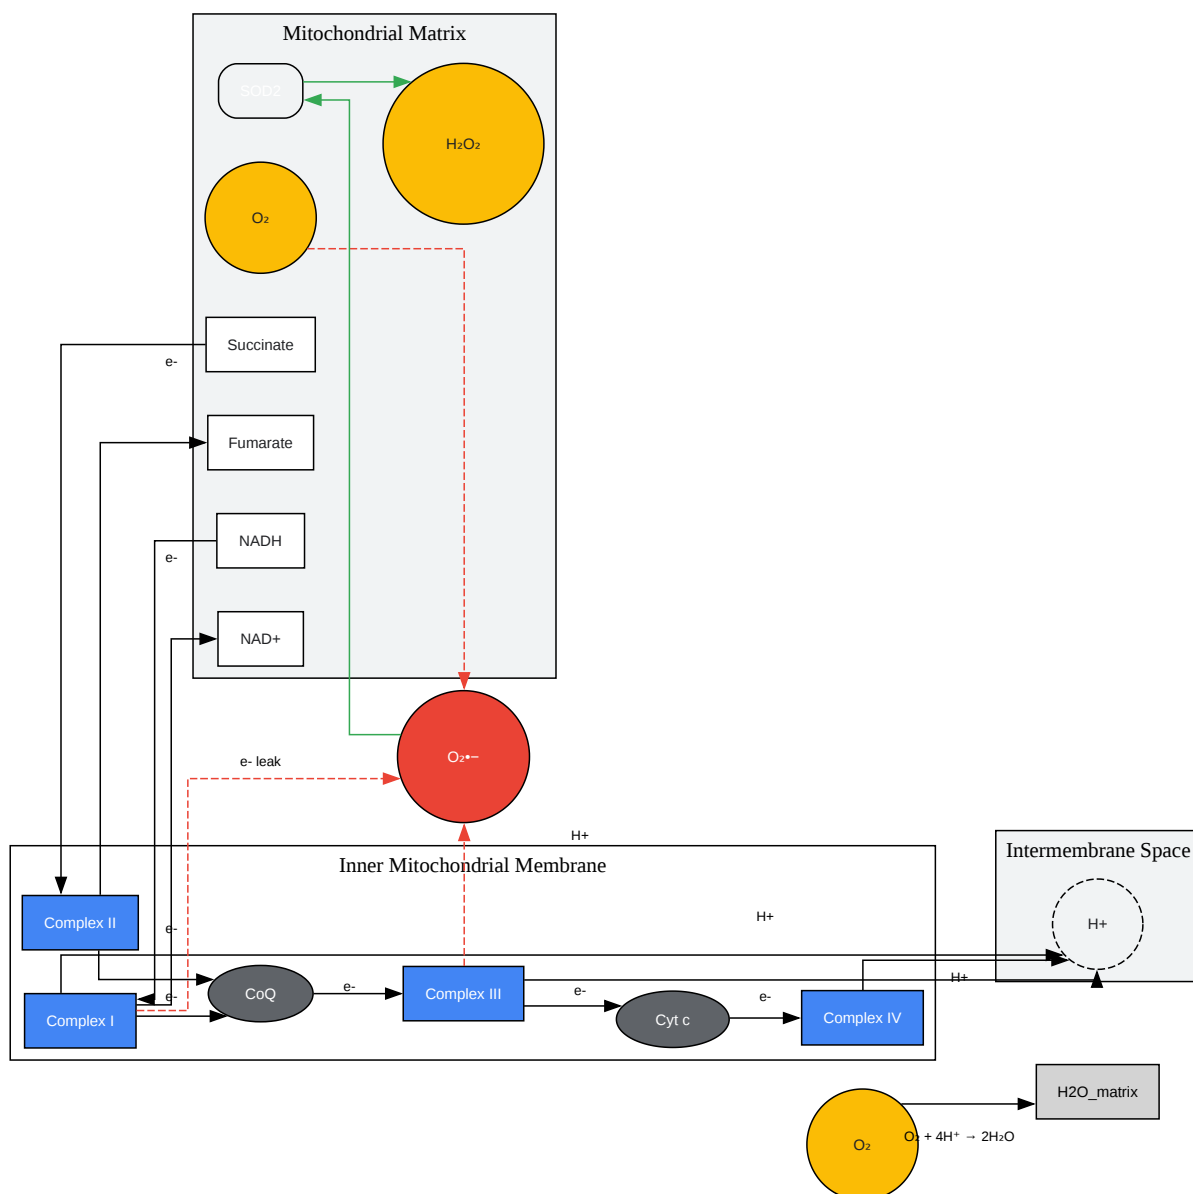 Mitochondrial Matrix
SOD2
H₂O₂
O₂
Succinate
e-
Fumarate
NADH
e-
NAD+
O₂•−
e- leak
H+
Inner Mitochondrial Membrane
Intermembrane Space
Complex II
e-
H+
H+
H+
e-
CoQ
e-
Complex III
e-
e-
Complex I
Cyt c
Complex IV
H2O_matrix
O₂
O₂ + 4H⁺ → 2H₂O